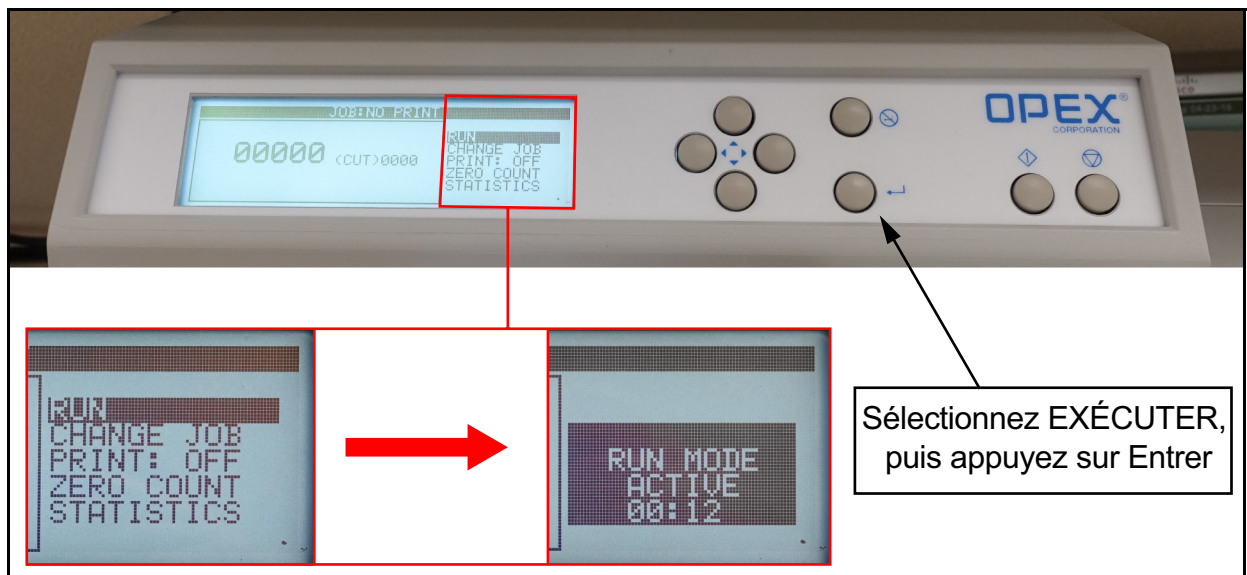 JOB:NO PRINT
00000 (CUT)0000
RUN
CHANGE JOB
PRINT: OFF
ZERO COUNT
STATISTICS
OPEX®
CORPORATION
RUN
CHANGE JOB
PRINT: OFF
ZERO COUNT
STATISTICS
RUN MODE
ACTIVE
00:12
Sélectionnez EXÉCUTER,
puis appuyez sur Entrer